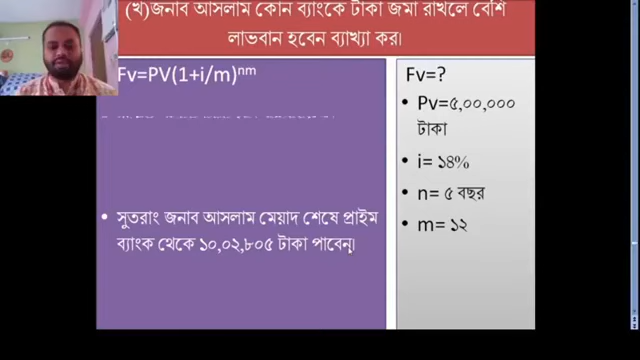 (খ)জনাব আসলাম কোন ব্যাংকে টাকা জমা রাখলে বেশি
লাভবান হবেন ব্যাখ্যা কর।
Fv=PV(1+i/m)ⁿᵐ
• সুতরাং জনাব আসলাম মেয়াদ শেষে প্রাইম
ব্যাংক থেকে ১০,০২,৮০৫ টাকা পাবেন।
Fv=?
• Pv=৫,০০,০০০
টাকা
• i= ১৪%
• n= ৫ বছর
• m= ১২